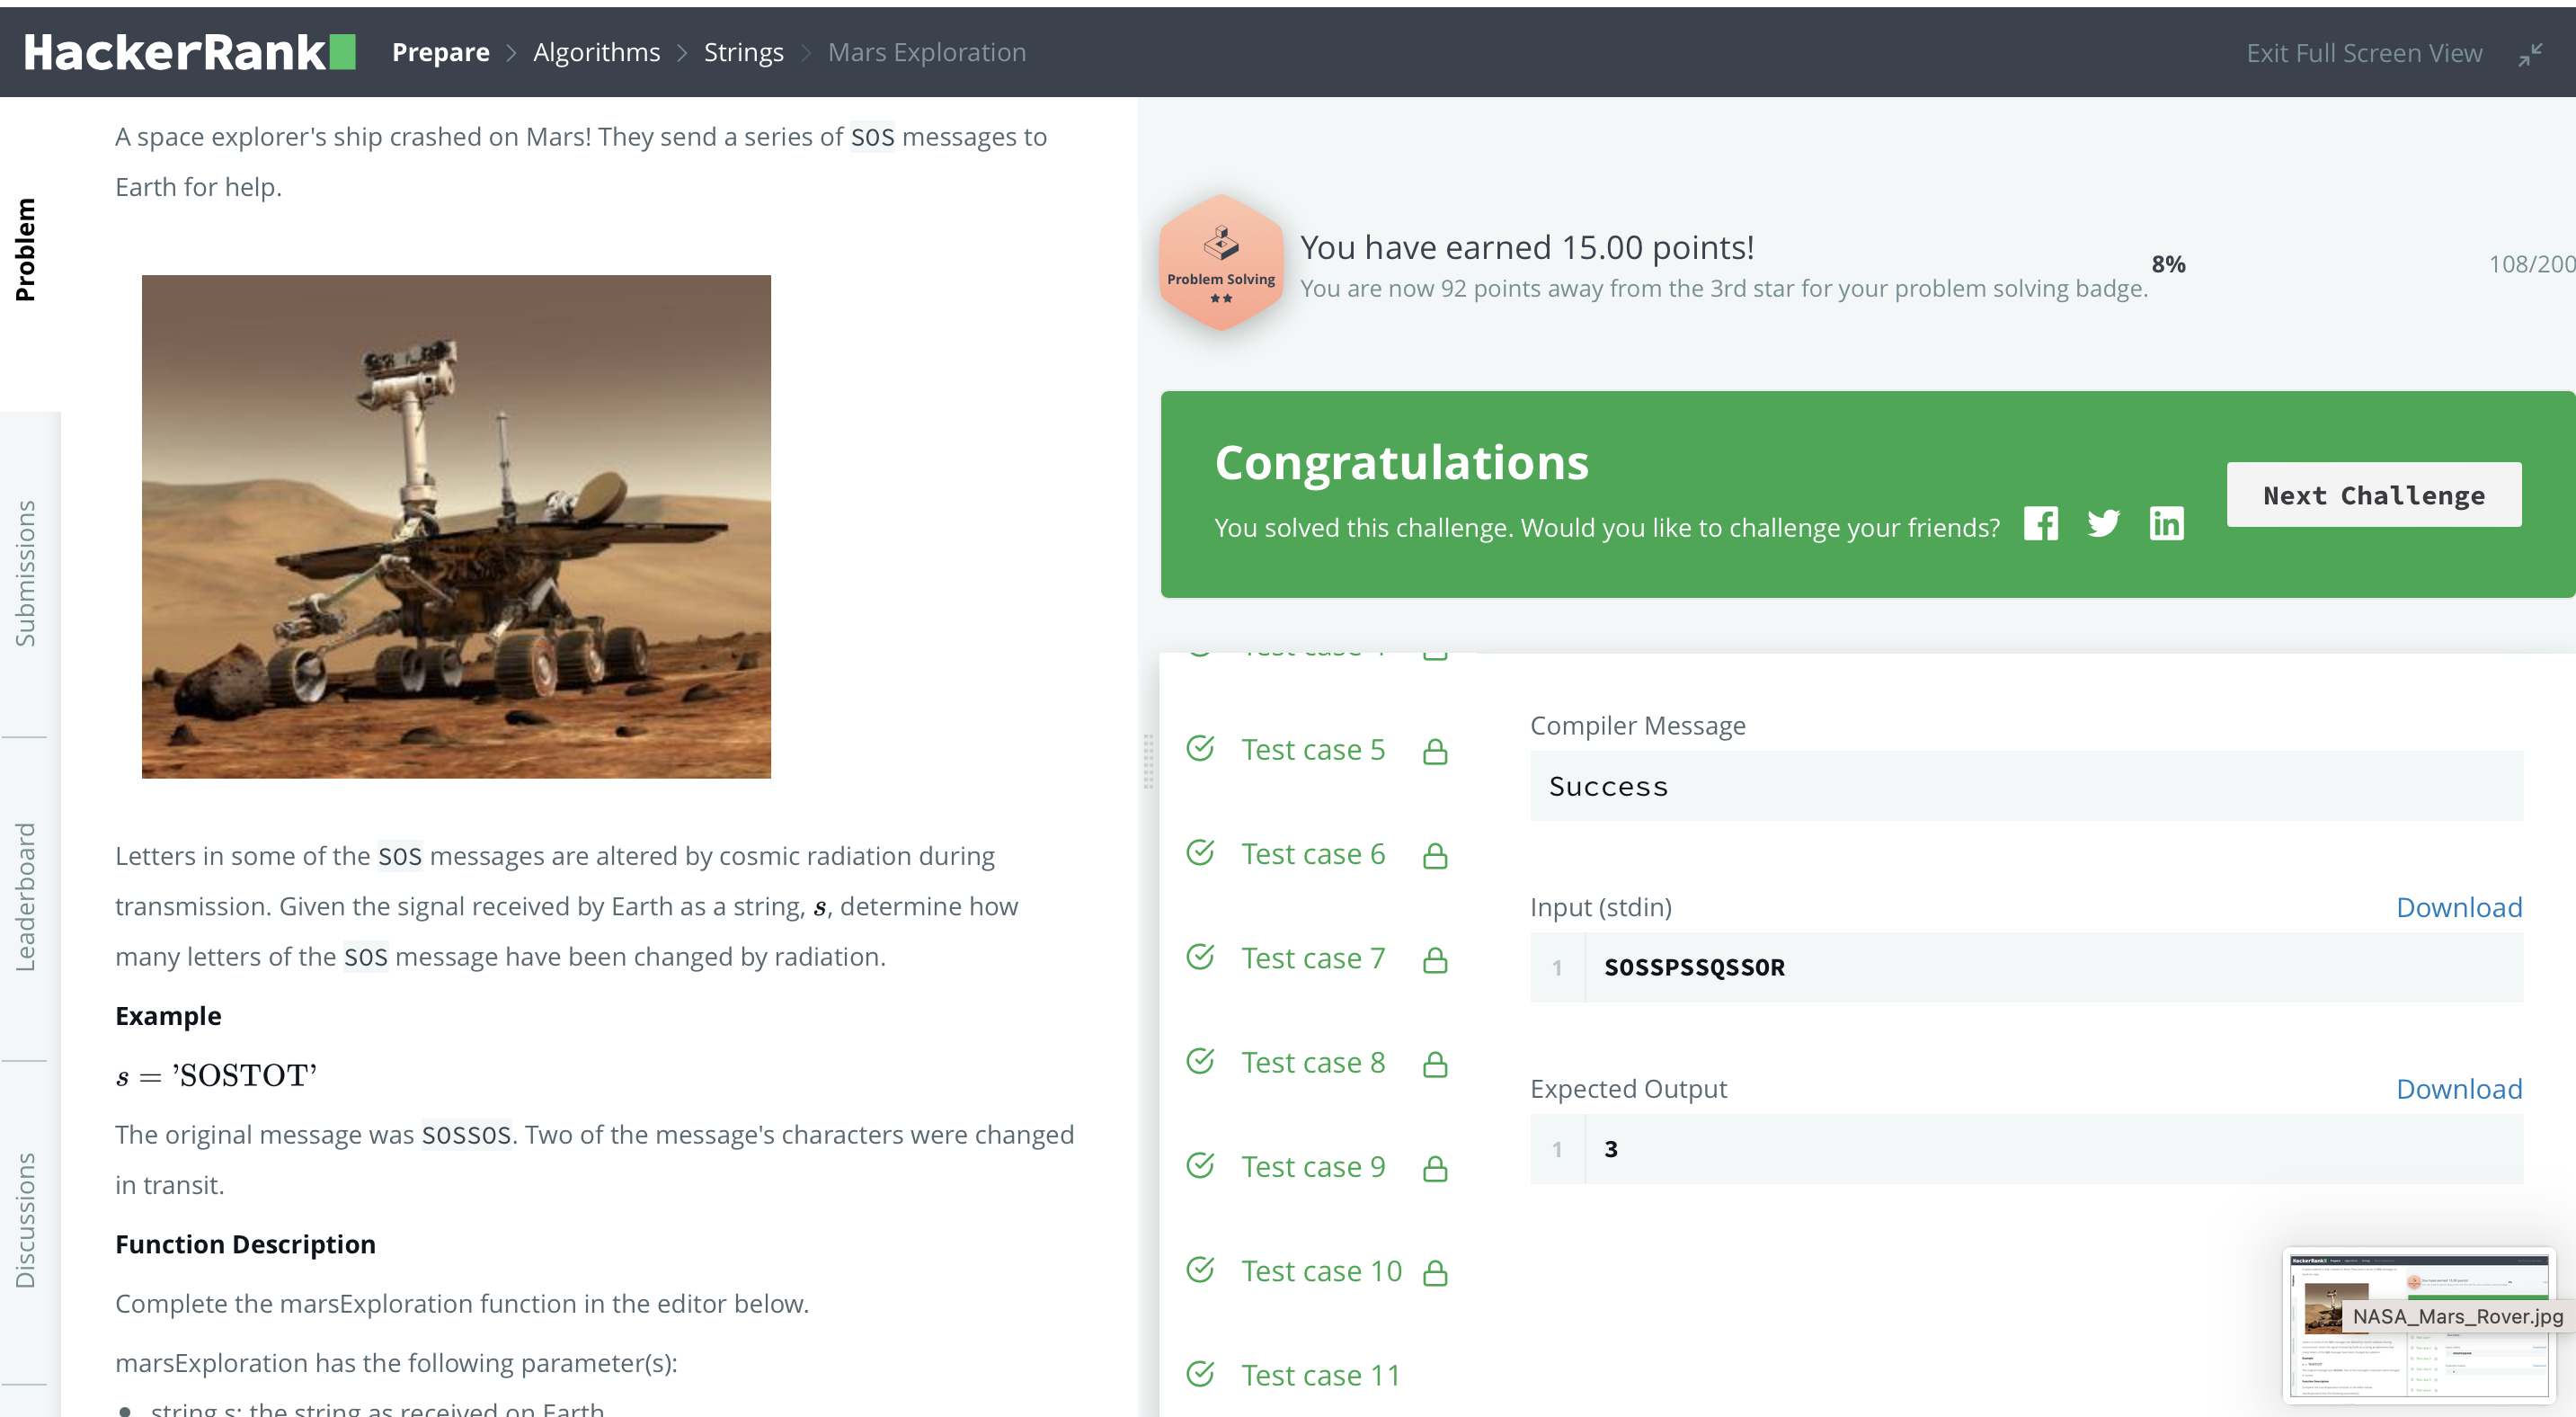 HackerRank
Prepare > Algorithms > Strings > Mars Exploration
Exit Full Screen View
Problem
Submissions
Leaderboard
Discussions
A space explorer's ship crashed on Mars! They send a series of SOS messages to
Earth for help.
Letters in some of the SOS messages are altered by cosmic radiation during
transmission. Given the signal received by Earth as a string, s, determine how
many letters of the SOS message have been changed by radiation.
Example
s = 'SOSTOT'
The original message was SOSSOS. Two of the message's characters were changed
in transit.
Function Description
Complete the marsExploration function in the editor below.
marsExploration has the following parameter(s):
• string s: the string as received on Earth
Problem Solving
You have earned 15.00 points!
You are now 92 points away from the 3rd star for your problem solving badge.
8%
108/200
Congratulations
You solved this challenge. Would you like to challenge your friends?
Next Challenge
Test case 5
Test case 6
Test case 7
Test case 8
Test case 9
Test case 10
Test case 11
Compiler Message
Success
Input (stdin)
Download
1 SOSSPSSQSSOR
Expected Output
Download
1 3
NASA_Mars_Rover.jpg